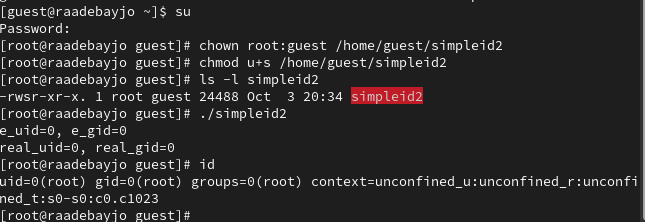 [guest@raadebayjo ~]$ su
Password:
[root@raadebayjo guest]# chown root:guest /home/guest/simpleid2
[root@raadebayjo guest]# chmod u+s /home/guest/simpleid2
[root@raadebayjo guest]# ls -l simpleid2
-rwsr-xr-x. 1 root guest 24488 Oct  3 20:34 simpleid2
[root@raadebayjo guest]# ./simpleid2
e_uid=0, e_gid=0
real_uid=0, real_gid=0
[root@raadebayjo guest]# id
uid=0(root) gid=0(root) groups=0(root) context=unconfined_u:unconfined_r:unconfi
ned_t:s0-s0:c0.c1023
[root@raadebayjo guest]#